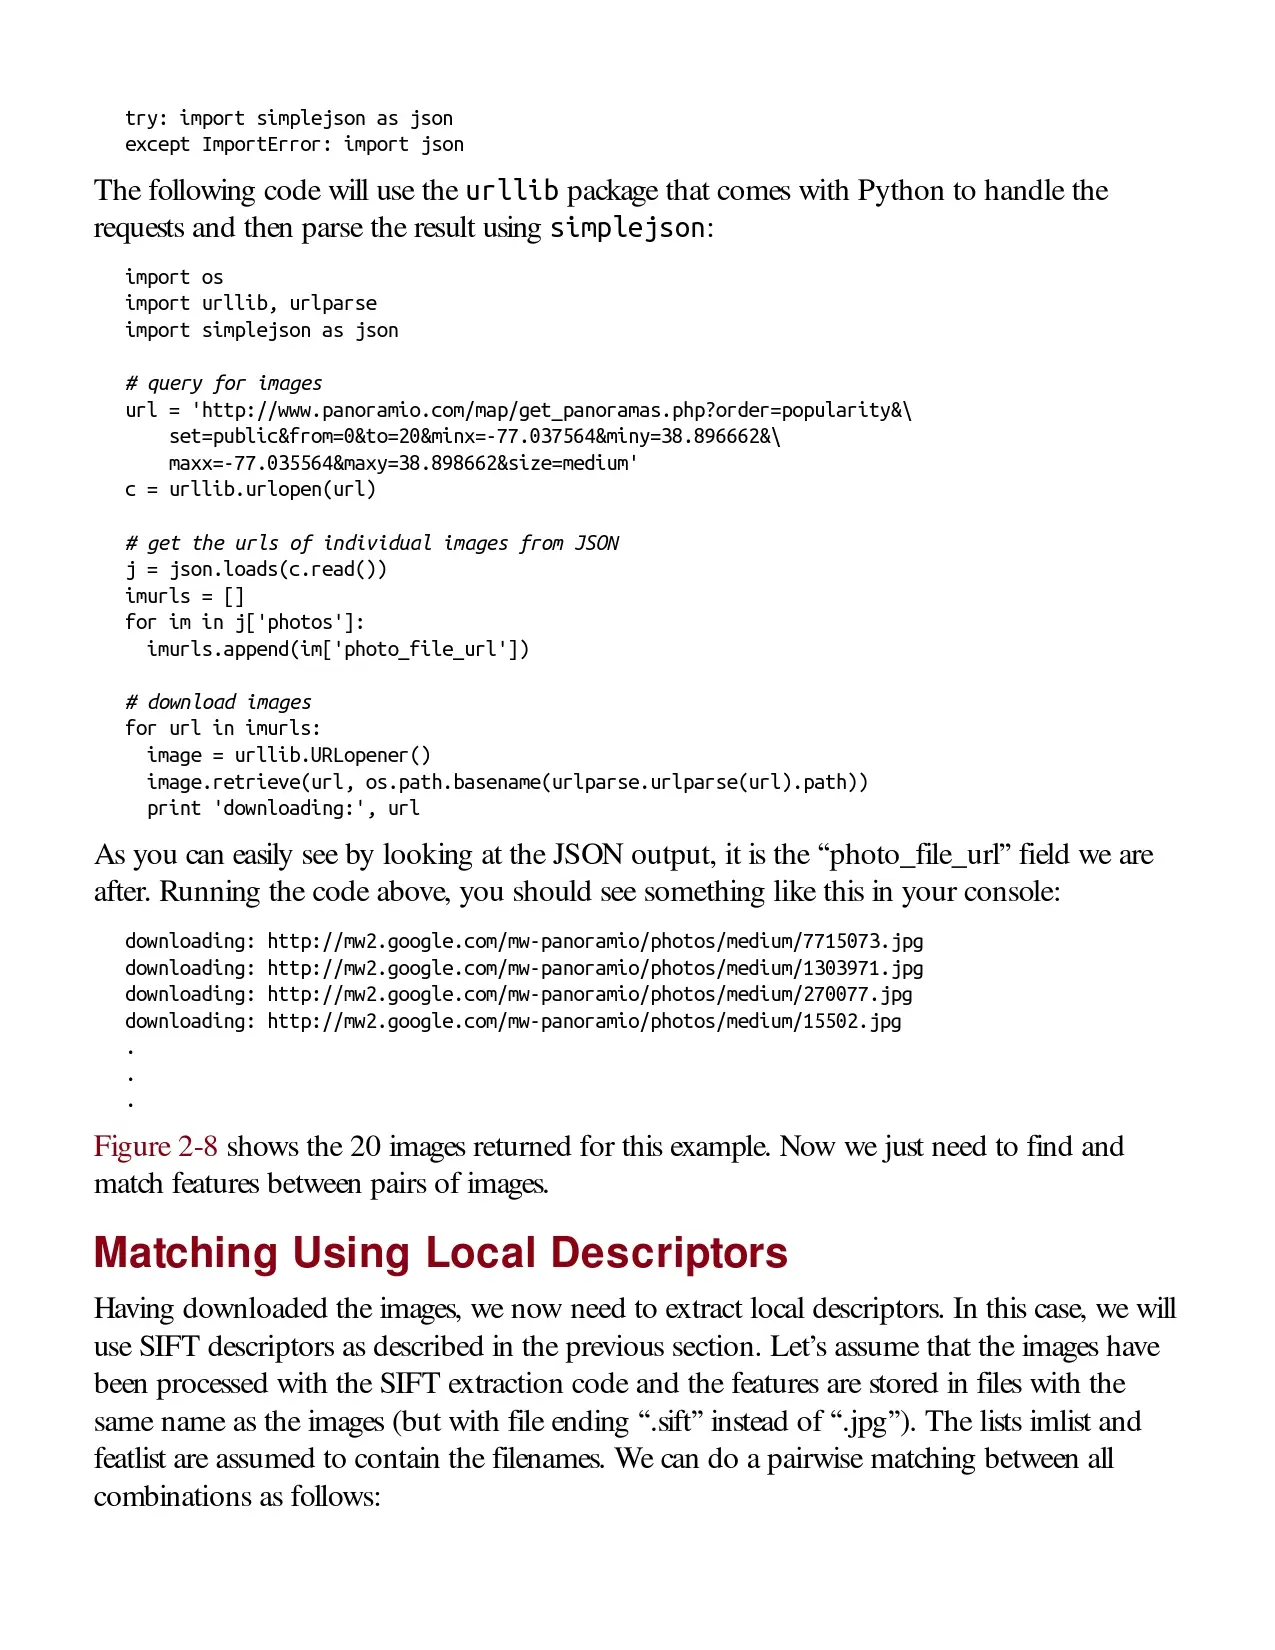 try: import simplejson as json
except ImportError: import json
The following code will use the urllib package that comes with Python to handle the
requests and then parse the result using simplejson:
import os
import urllib, urlparse
import simplejson as json
# query for images
url = 'http://www.panoramio.com/map/get_panoramas.php?order=popularity&\
set=public&from=0&to=20&minx=-77.037564&miny=38.896662&\
maxx=-77.035564&maxy=38.898662&size=medium'
c = urllib.urlopen(url)
# get the urls of individual images from JSON
j = json.loads(c.read())
imurls = []
for im in j['photos']:
imurls.append(im['photo_file_url'])
# download images
for url in imurls:
image = urllib.URLopener()
image.retrieve(url, os.path.basename(urlparse.urlparse(url).path))
print 'downloading:', url
As you can easily see by looking at the JSON output, it is the “photo_file_url” field we are
after. Running the code above, you should see something like this in your console:
downloading: http://mw2.google.com/mw-panoramio/photos/medium/7715073.jpg
downloading: http://mw2.google.com/mw-panoramio/photos/medium/1303971.jpg
downloading: http://mw2.google.com/mw-panoramio/photos/medium/270077.jpg
downloading: http://mw2.google.com/mw-panoramio/photos/medium/15502.jpg
.
.
.
Figure 2-8 shows the 20 images returned for this example. Now we just need to find and
match features between pairs of images.
Matching Using Local Descriptors
Having downloaded the images, we now need to extract local descriptors. In this case, we will
use SIFT descriptors as described in the previous section. Let’s assume that the images have
been processed with the SIFT extraction code and the features are stored in files with the
same name as the images (but with file ending “.sift” instead of “.jpg”). The lists imlist and
featlist are assumed to contain the filenames. We can do a pairwise matching between all
combinations as follows: